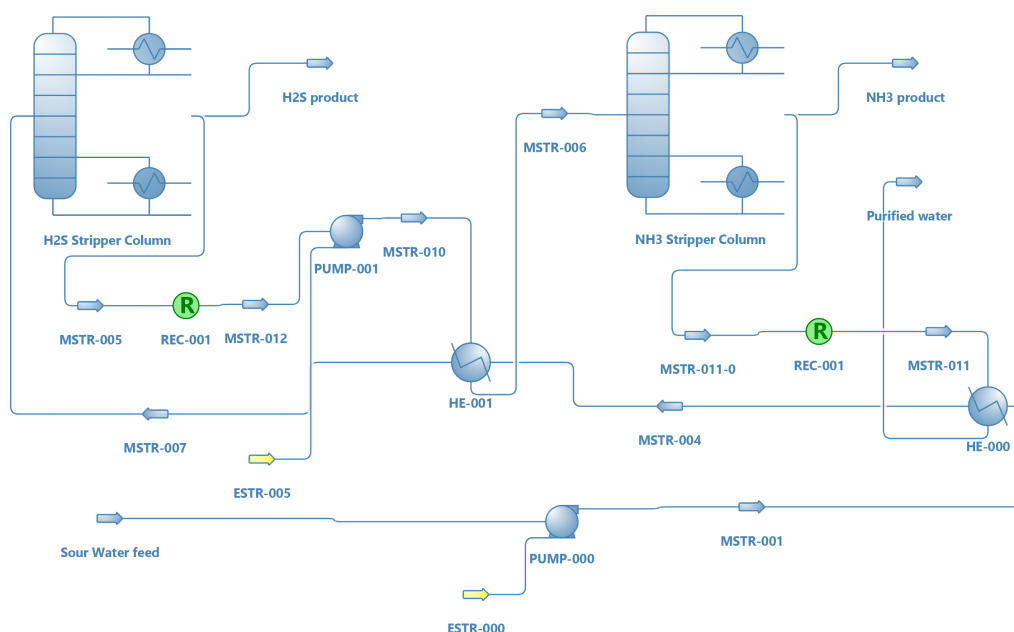 H2S product
NH3 product
MSTR-006
Purified water
H2S Stripper Column
NH3 Stripper Column
MSTR-010
PUMP-001
R
MSTR-005
REC-001
MSTR-012
R
MSTR-011-0
REC-001
MSTR-011
HE-001
MSTR-004
HE-000
MSTR-007
ESTR-005
MSTR-001
Sour Water feed
PUMP-000
ESTR-000